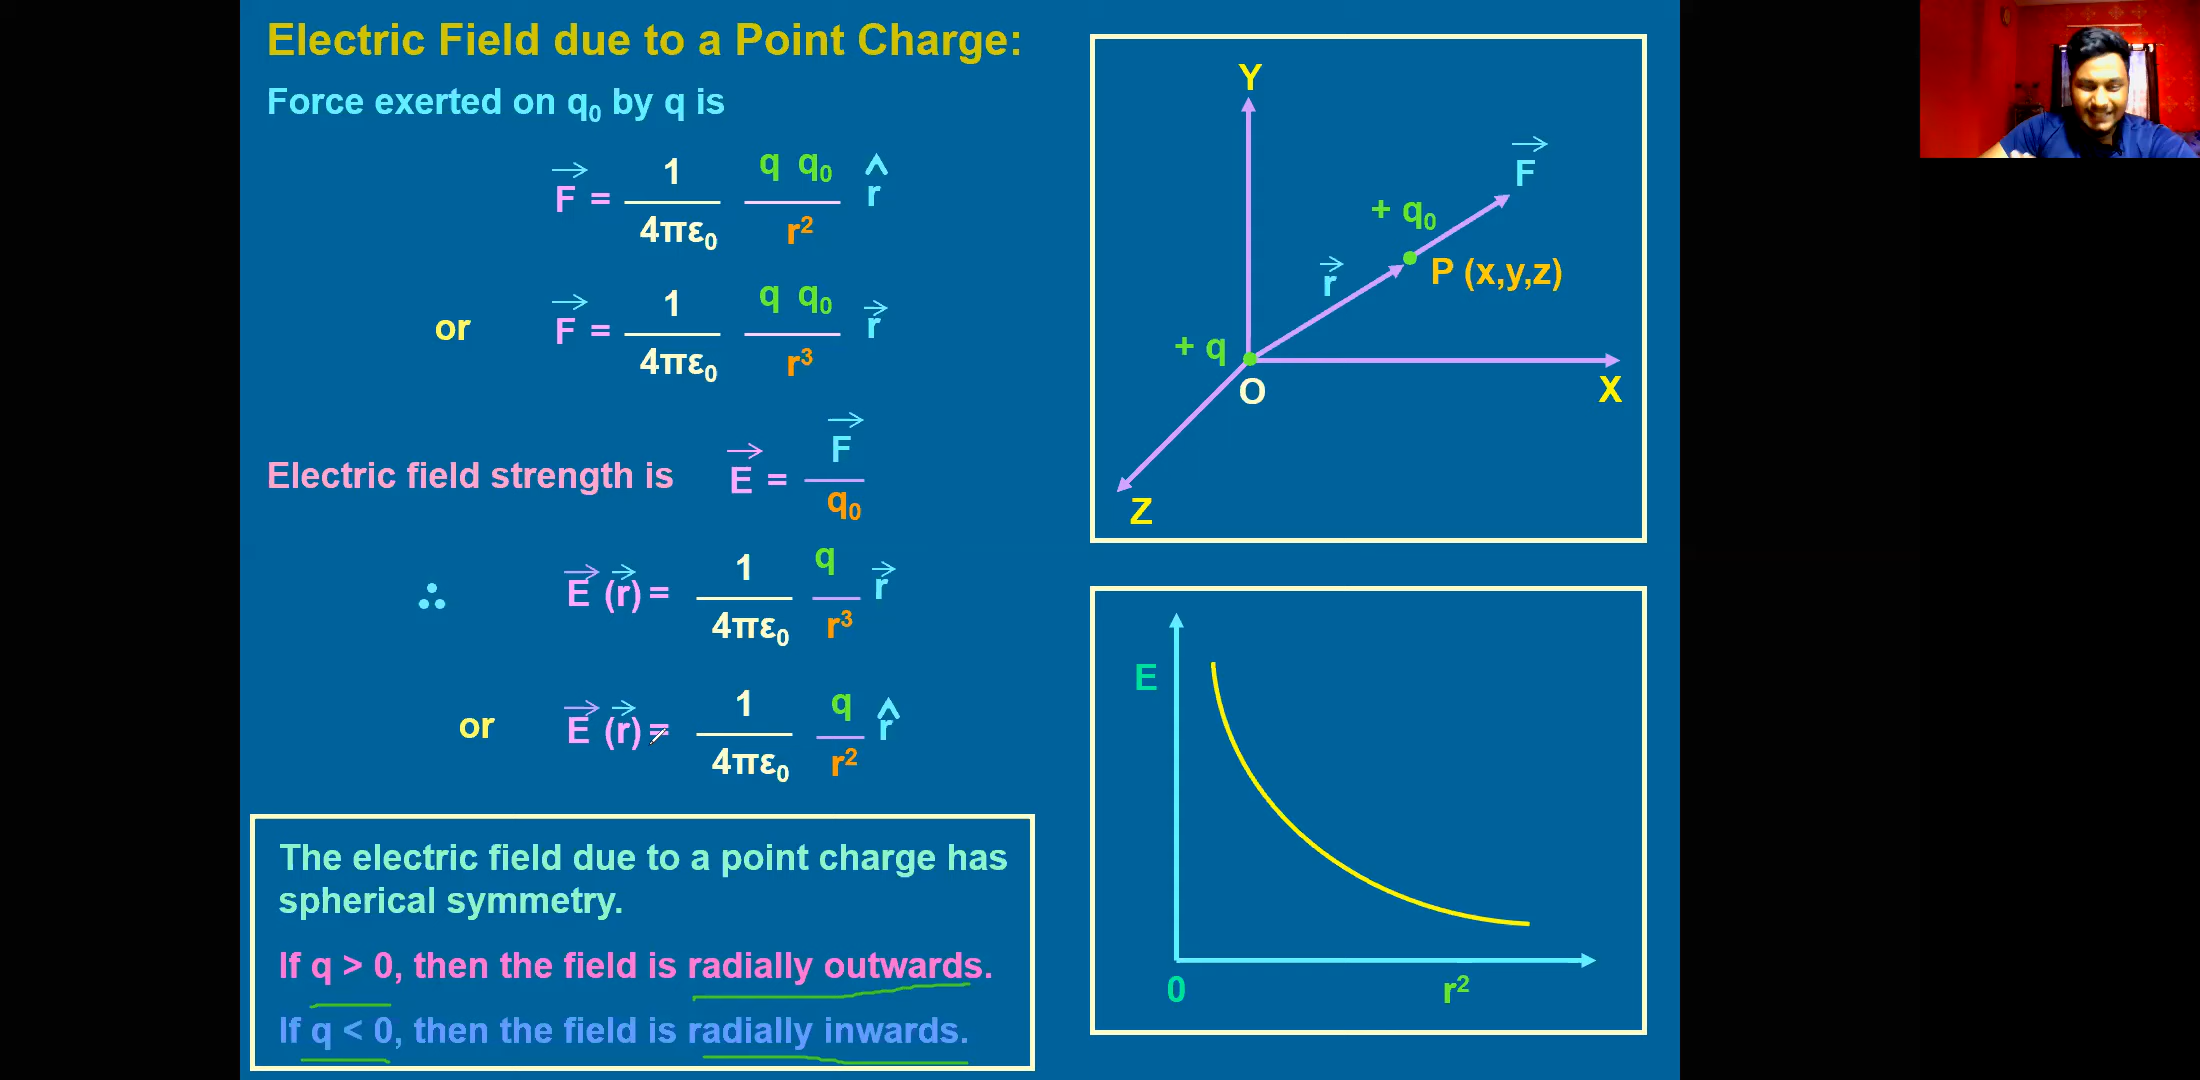 Electric Field due to a Point Charge:
Force exerted on q₀ by q is
F⃗ = 1/4πε₀ q q₀/r² r̂
or F⃗ = 1/4πε₀ q q₀/r³ r⃗
Electric field strength is E⃗ = F⃗/q₀
∴ E⃗ (r⃗) = 1/4πε₀ q/r³ r⃗
or E⃗ (r⃗) = 1/4πε₀ q/r² r̂
The electric field due to a point charge has
spherical symmetry.
If q > 0, then the field is radially outwards.
If q < 0, then the field is radially inwards.
Y
F⃗
+ q₀
r⃗
P (x,y,z)
+ q
O
X
Z
E
0
r²